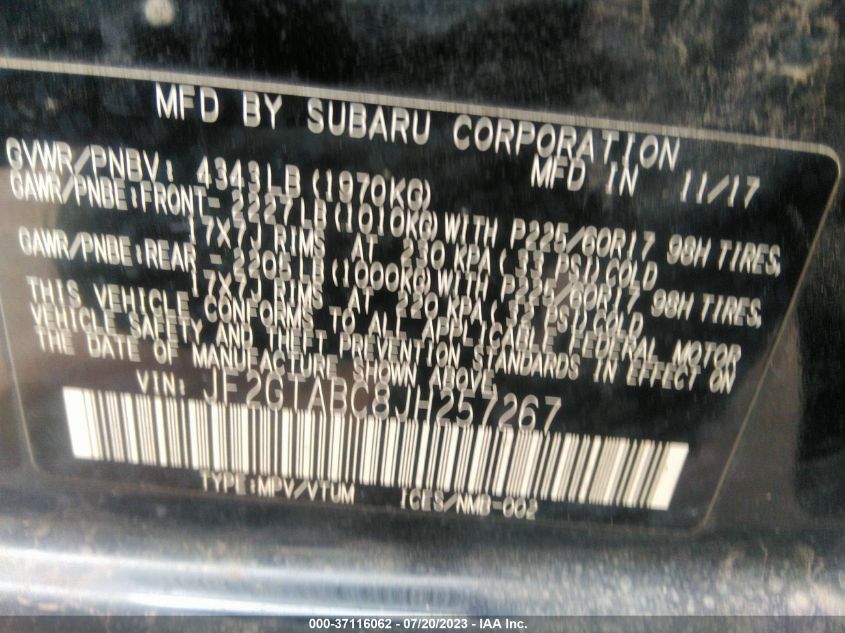 MFD BY SUBARU CORPORATION
MFD IN 11/17
GVWR/PNBV: 4343LB (1970KG)
GAWR/PNBE:FRONT- 2227LB (1010KG) WITH P225/60R17 98H TIRES,
17X7J RIMS AT 230 KPA( 33 PSI) COLD
GAWR/PNBE:REAR - 2205LB (1000KG) WITH P225/60R17 98H TIRES,
17X7J RIMS AT 220 KPA( 32 PSI) COLD
THIS VEHICLE CONFORMS TO ALL APPLICABLE FEDERAL MOTOR
VEHICLE SAFETY AND THEFT PREVENTION STANDARDS IN EFFECT ON
THE DATE OF MANUFACTURE SHOWN ABOVE.
VIN: JF2GTABC8JH257267
TYPE:MPV/VTUM ICES/NMB-002
000-37116062 - 07/20/2023 - IAA Inc.